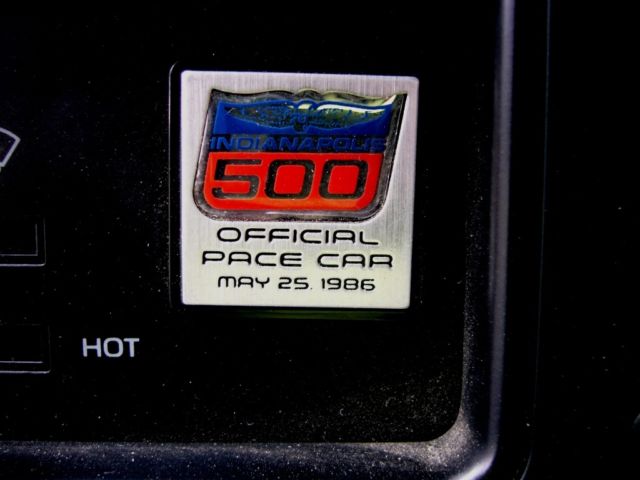 INDIANAPOLIS
500
OFFICIAL
PACE CAR
MAY 25. 1986
HOT